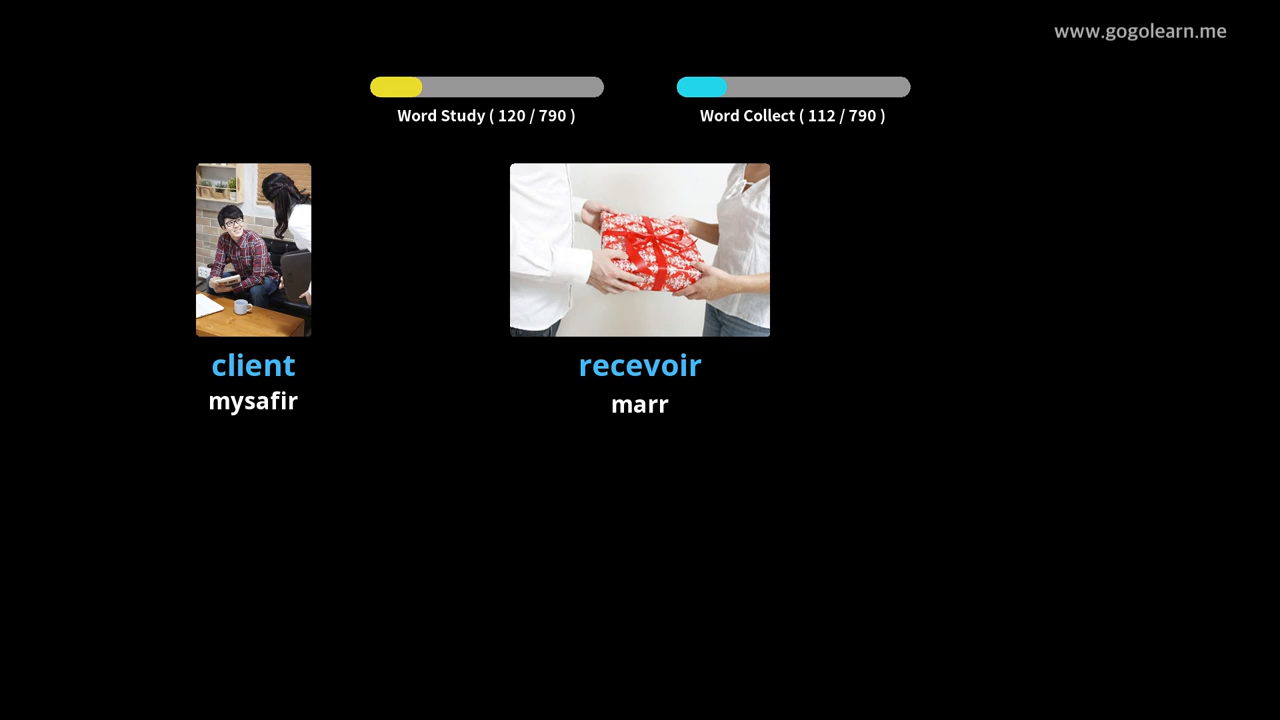 www.gogolearn.me
Word Study ( 120 / 790 )
Word Collect ( 112 / 790 )
client
mysafir
recevoir
marr